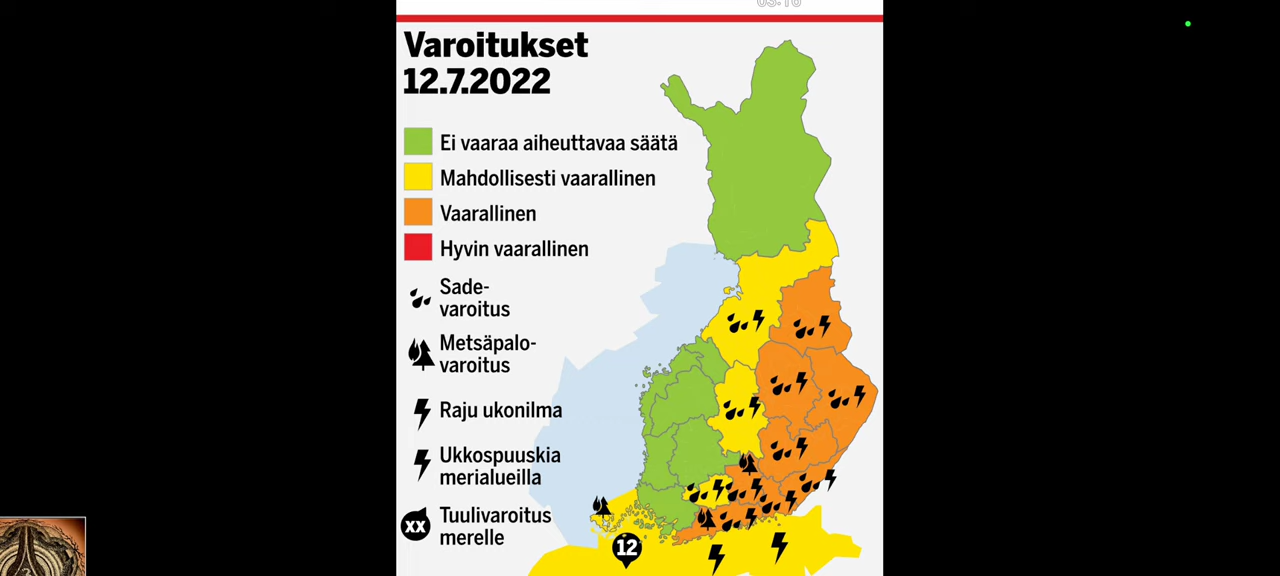 Varoitukset
12.7.2022
Ei vaaraa aiheuttavaa säätä
Mahdollisesti vaarallinen
Vaarallinen
Hyvin vaarallinen
Sade-
varoitus
Metsäpalo-
varoitus
Raju ukonilma
Ukkospuuskia
merialueilla
xx
Tuulivaroitus
merelle
12